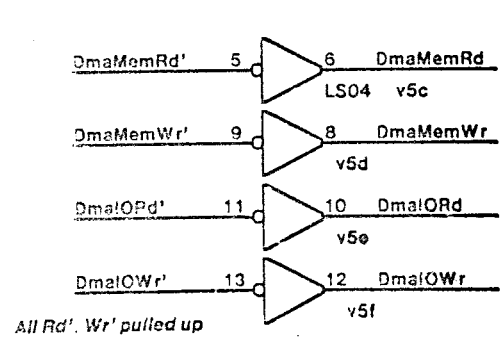 DmaMemRd' 5 6 DmaMemRd
LS04 v5c
DmaMemWr' 9 8 DmaMemWr
v5d
DmaIORd' 11 10 DmaIORd
v5e
DmaIOWr' 13 12 DmaIOWr
v5f
All Rd', Wr' pulled up